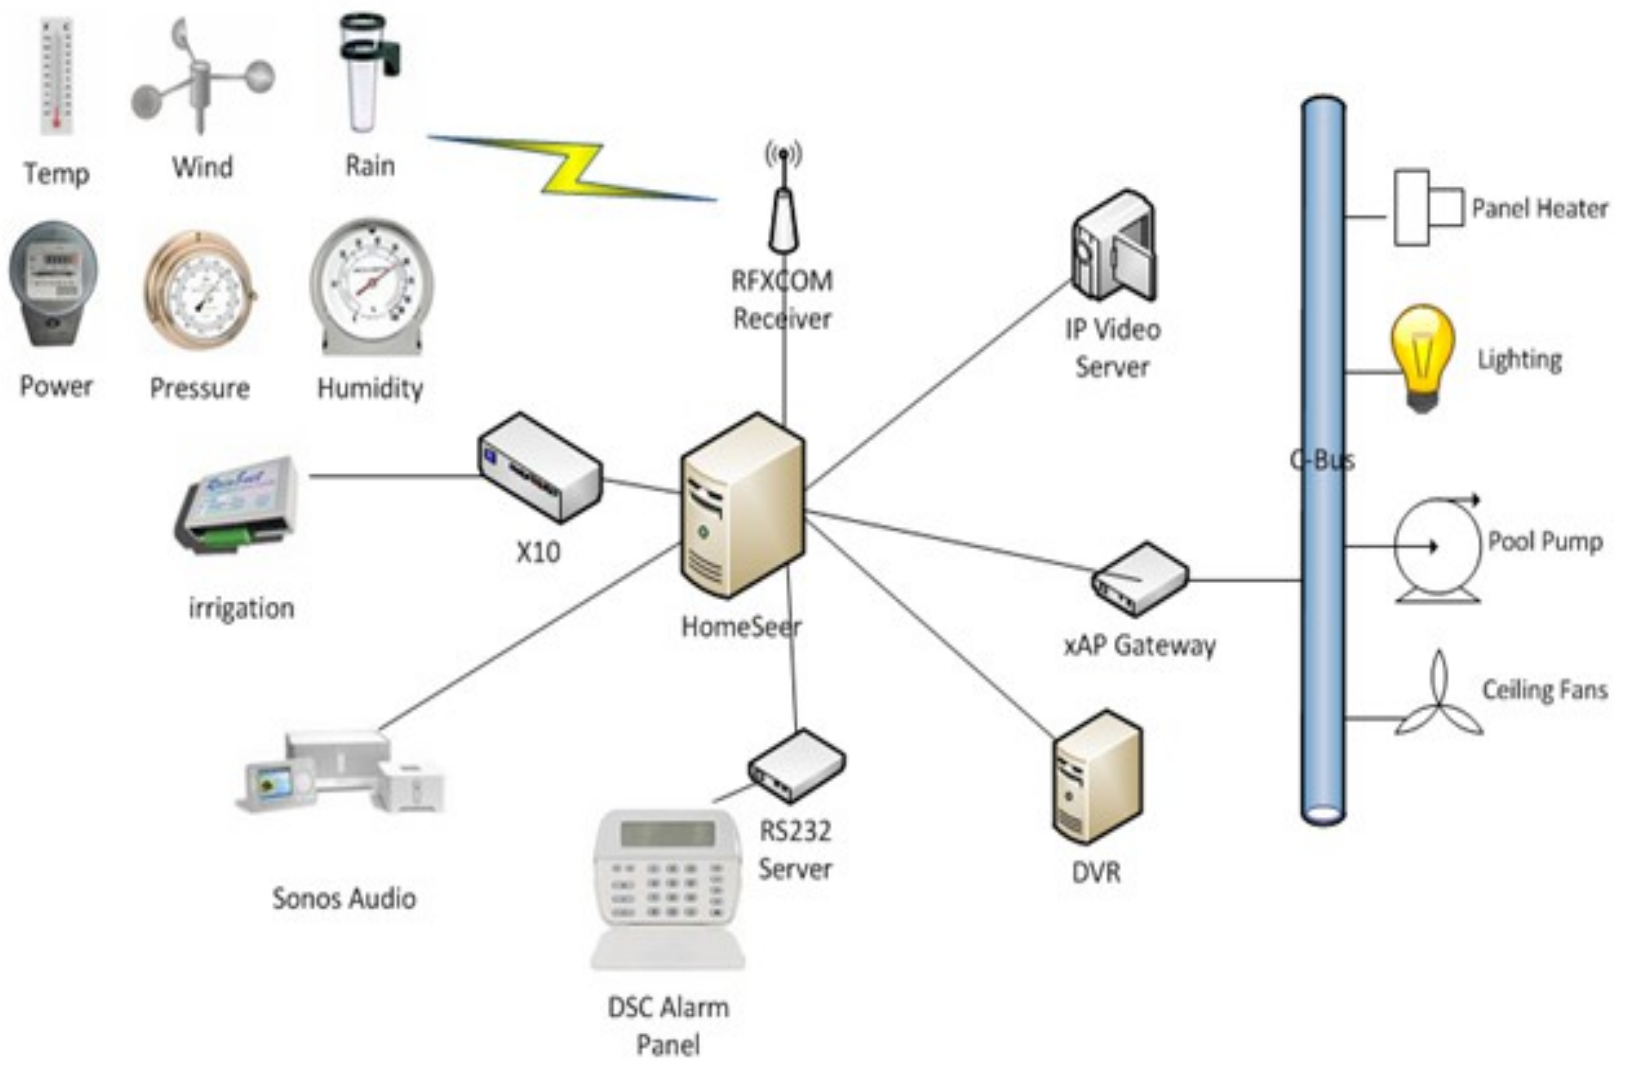 Temp
Wind
Rain
Power
Pressure
Humidity
RFXCOM
Receiver
IP Video
Server
Panel Heater
Lighting
C-Bus
Pool Pump
Ceiling Fans
X10
irrigation
HomeSeer
xAP Gateway
Sonos Audio
RS232
Server
DVR
DSC Alarm
Panel